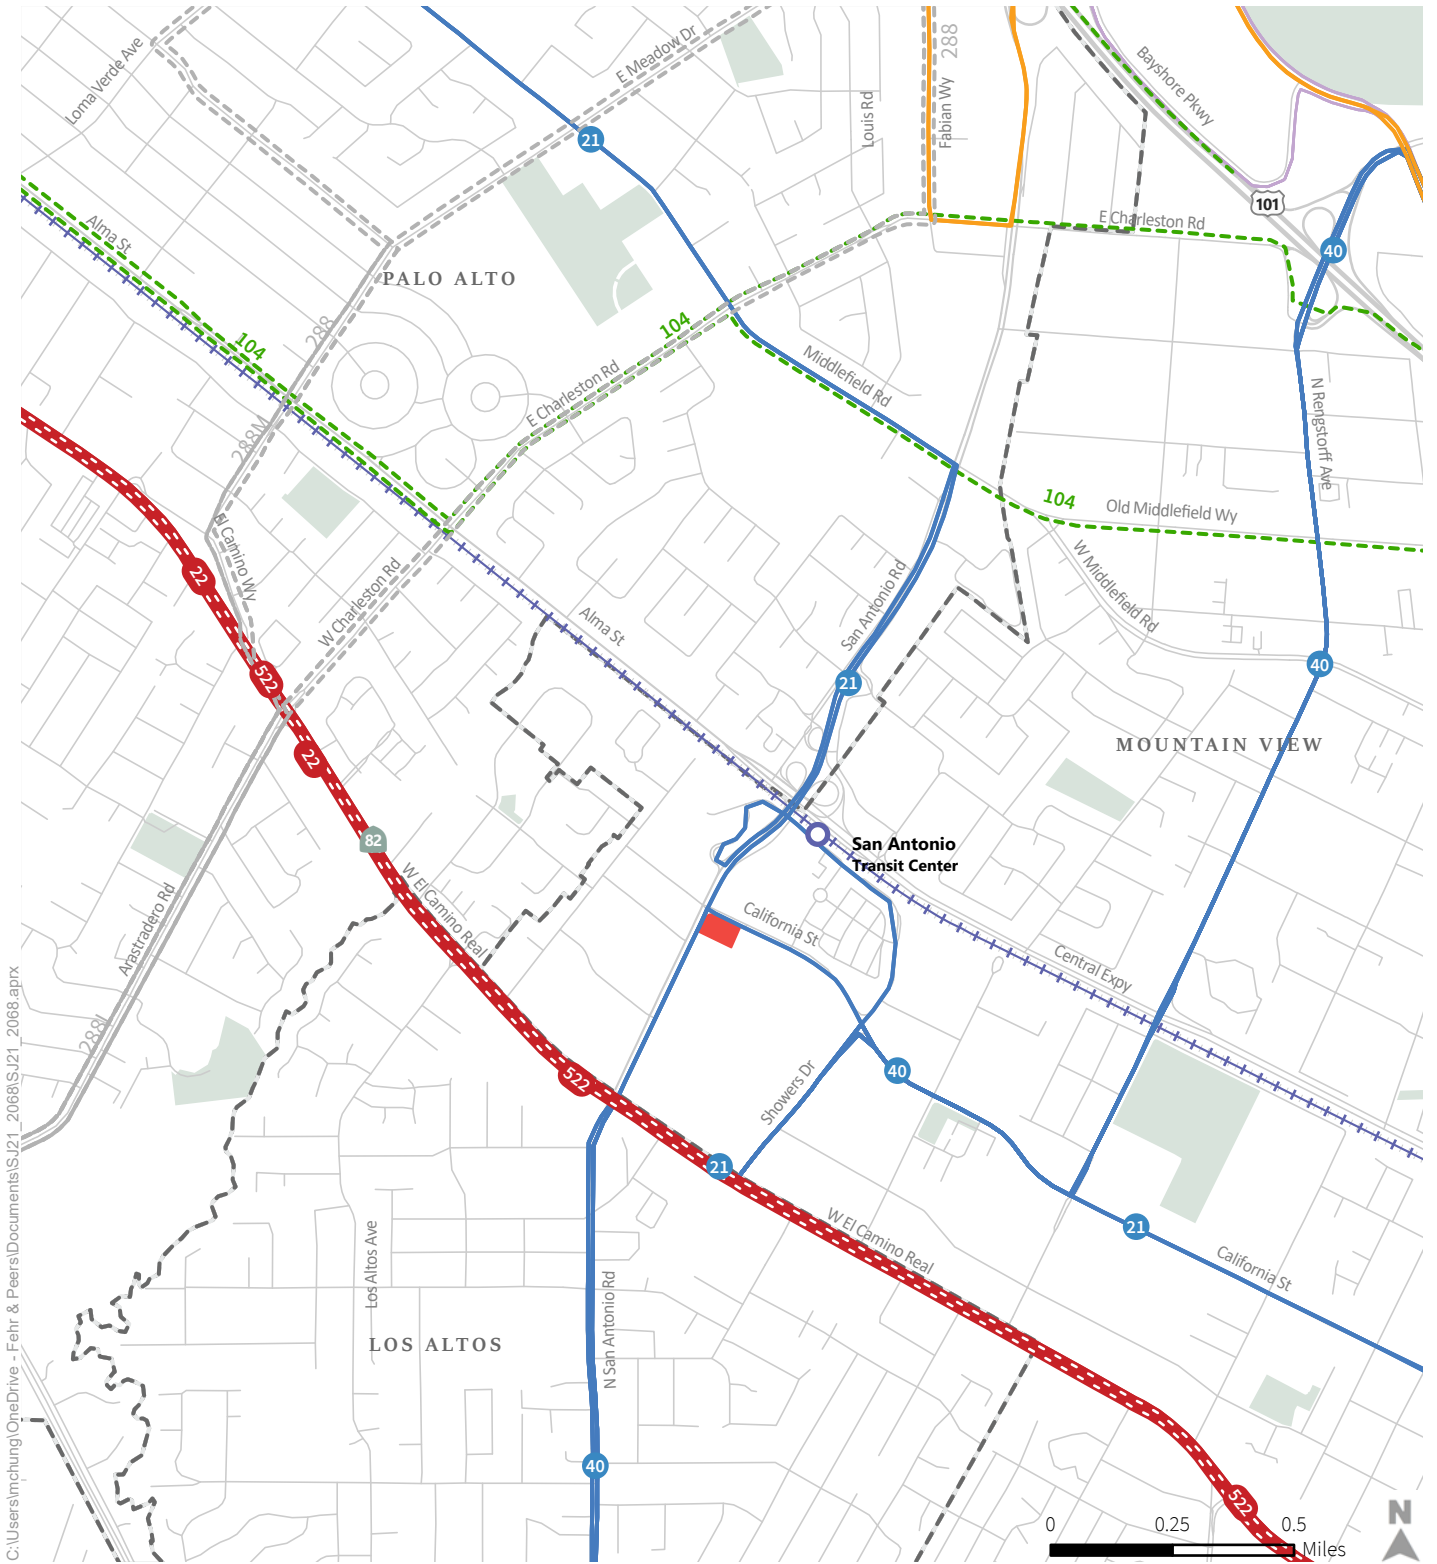 Loma Verde Ave
E Meadow Dr
288
Bayshore Pkwy
Louis Rd
Fabian Wy
21
101
E Charleston Rd
Alma St
40
PALO ALTO
288
104
104
Middlefield Rd
E Charleston Rd
N Rengstorff Ave
288M
104
Old Middlefield Wy
El Camino Wy
22
W Charleston Rd
San Antonio Rd
W Middlefield Rd
Alma St
522
21
40
22
MOUNTAIN VIEW
82
San Antonio
Transit Center
W El Camino Real
Arastradero Rd
California St
Central Expy
288L
522
Showers Dr
40
21
21
W El Camino Real
California St
Los Altos Ave
N San Antonio Rd
LOS ALTOS
40
522
N
0 0.25 0.5
Miles
C:\Users\mchung\OneDrive - Fehr & Peers\Documents\SJ21_2068\SJ21_2068.aprx